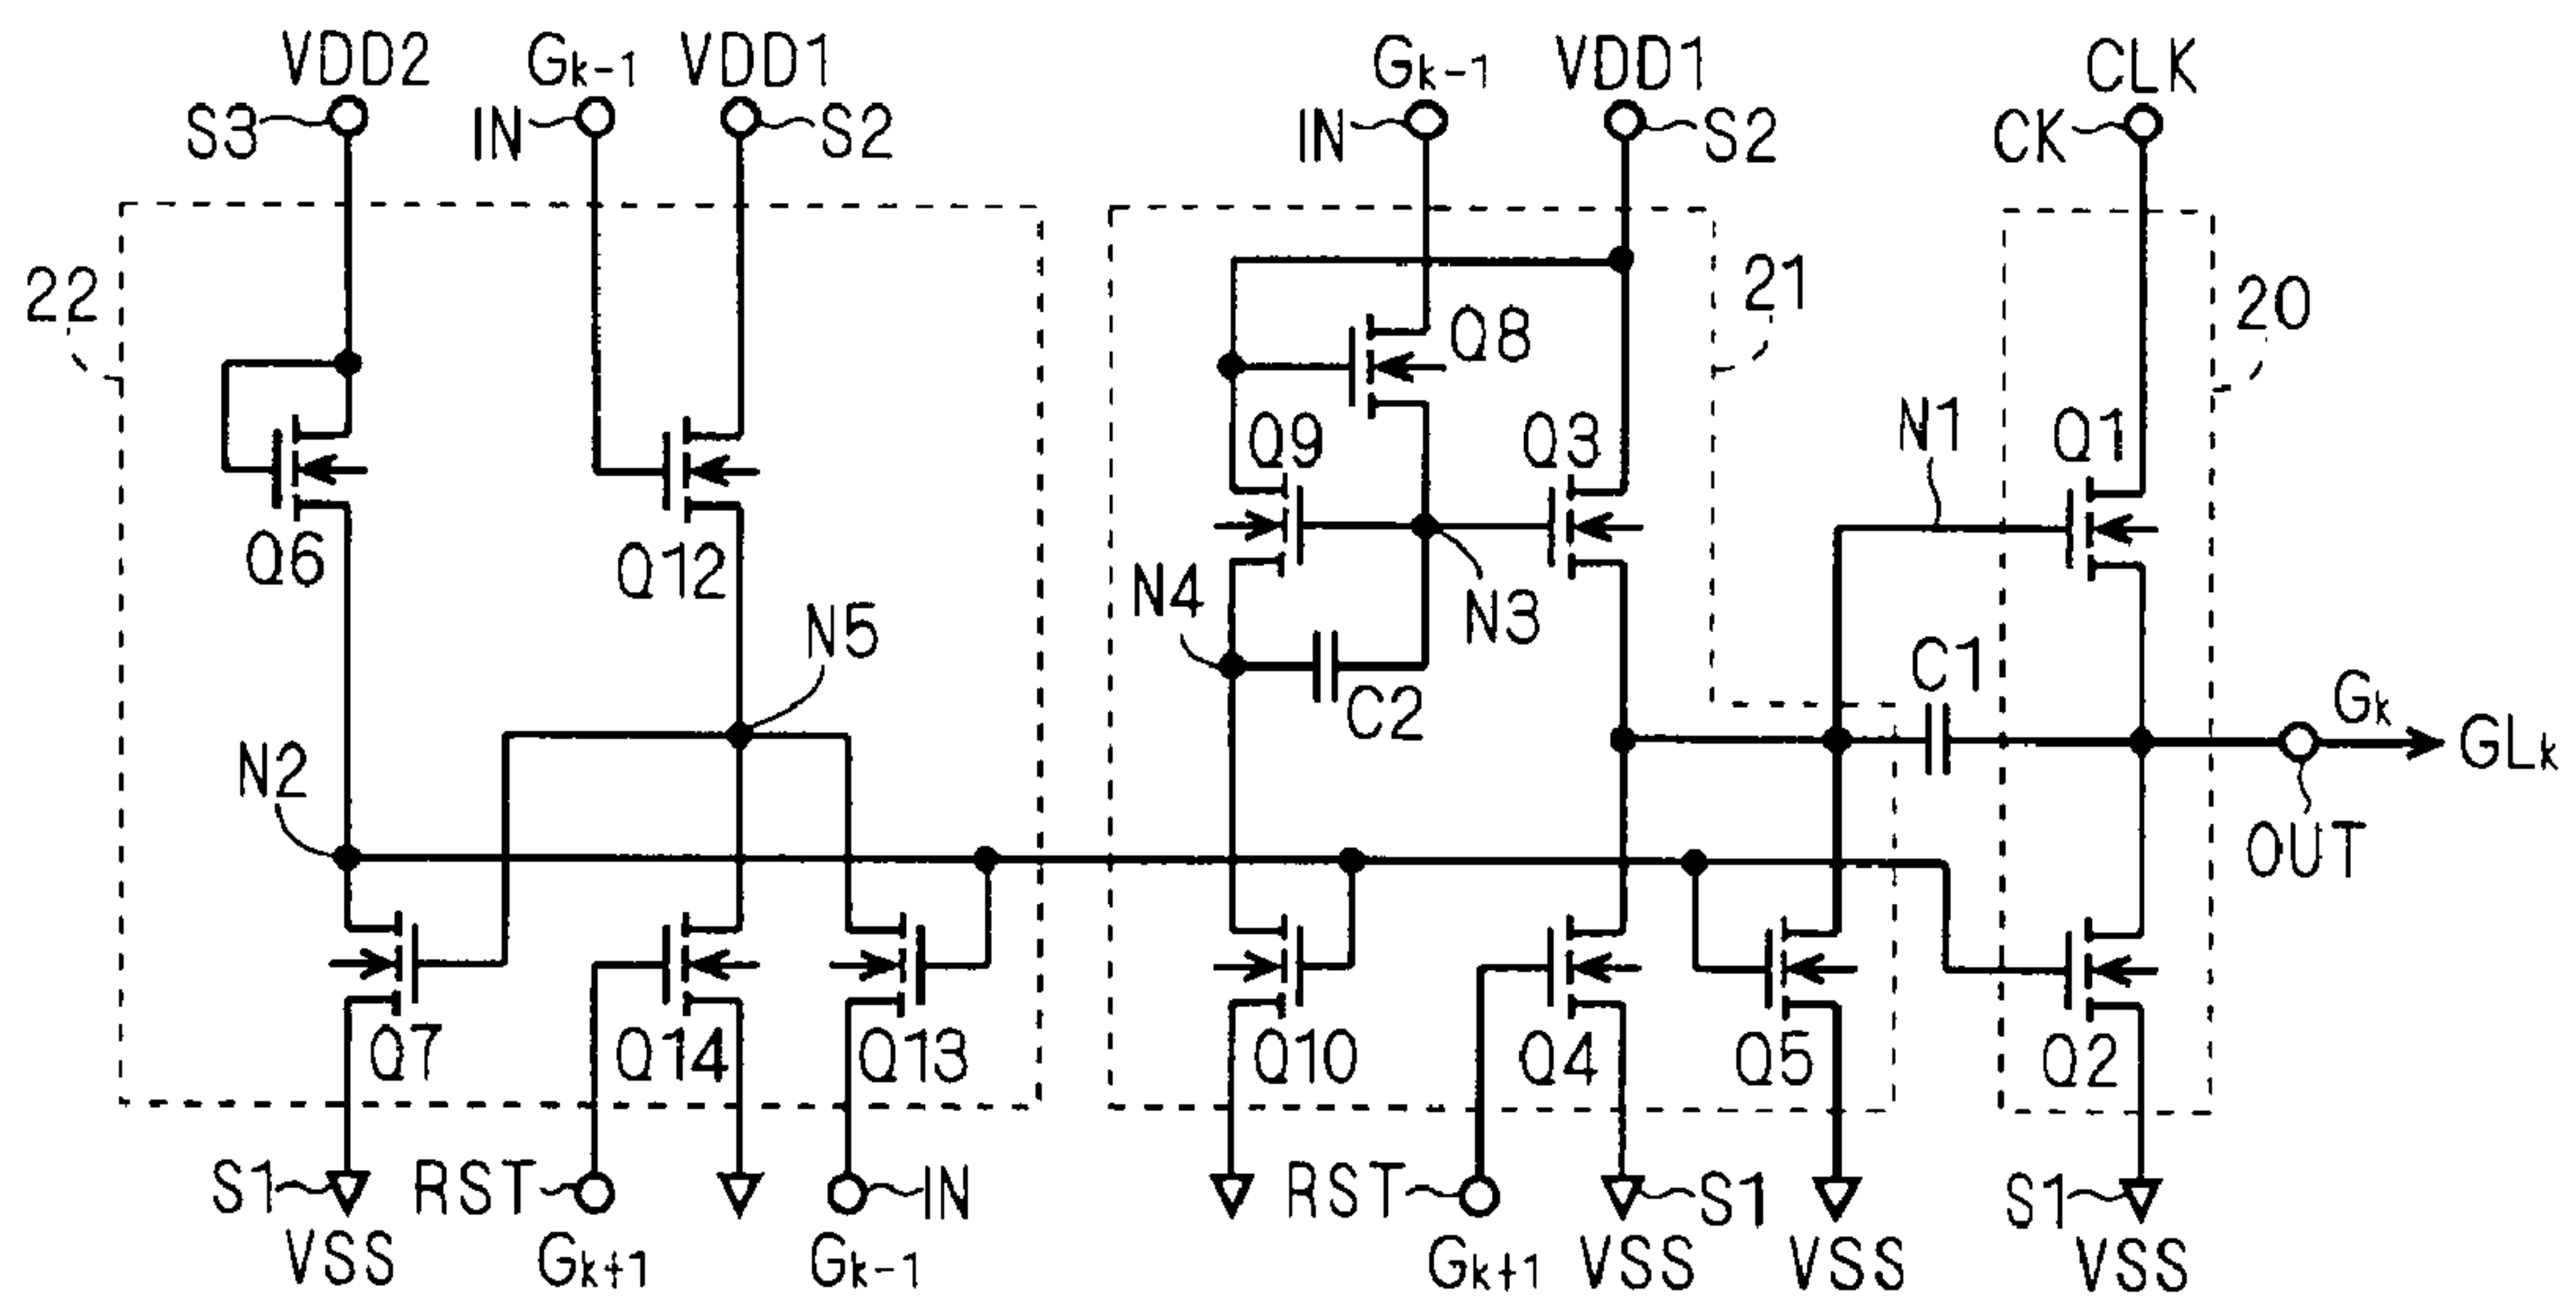 VDD2 Gk-1 VDD1 Gk-1 VDD1 CLK
S3 IN S2 IN S2 CK
22 21 20
Q8
Q9 Q3 N1 Q1
Q6 Q12
N4 N3
N5 C1
C2 Gk
N2 GLk
OUT
Q7 Q14 Q13 Q10 Q4 Q5 Q2
S1 RST IN RST S1 S1
VSS Gk+1 Gk-1 Gk+1 VSS VSS VSS